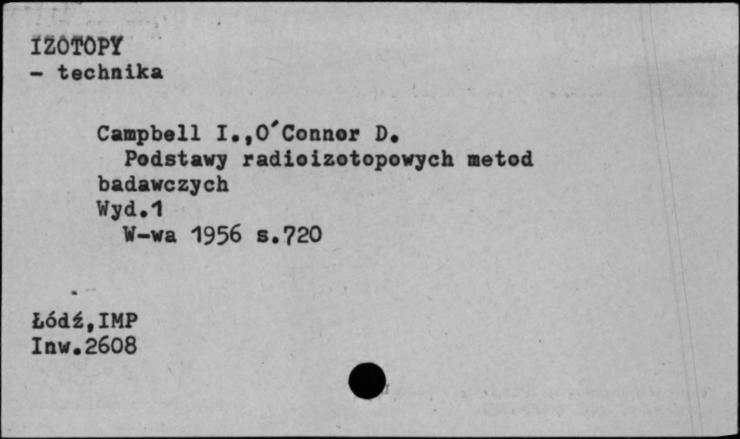 IZOTOPY
- technika
Campbell I.,O´Connor D.
Podstawy radioizotopowych metod
badawczych
Wyd.1
W-wa 1956 s.720
Łódź,IMP
Inw.2608